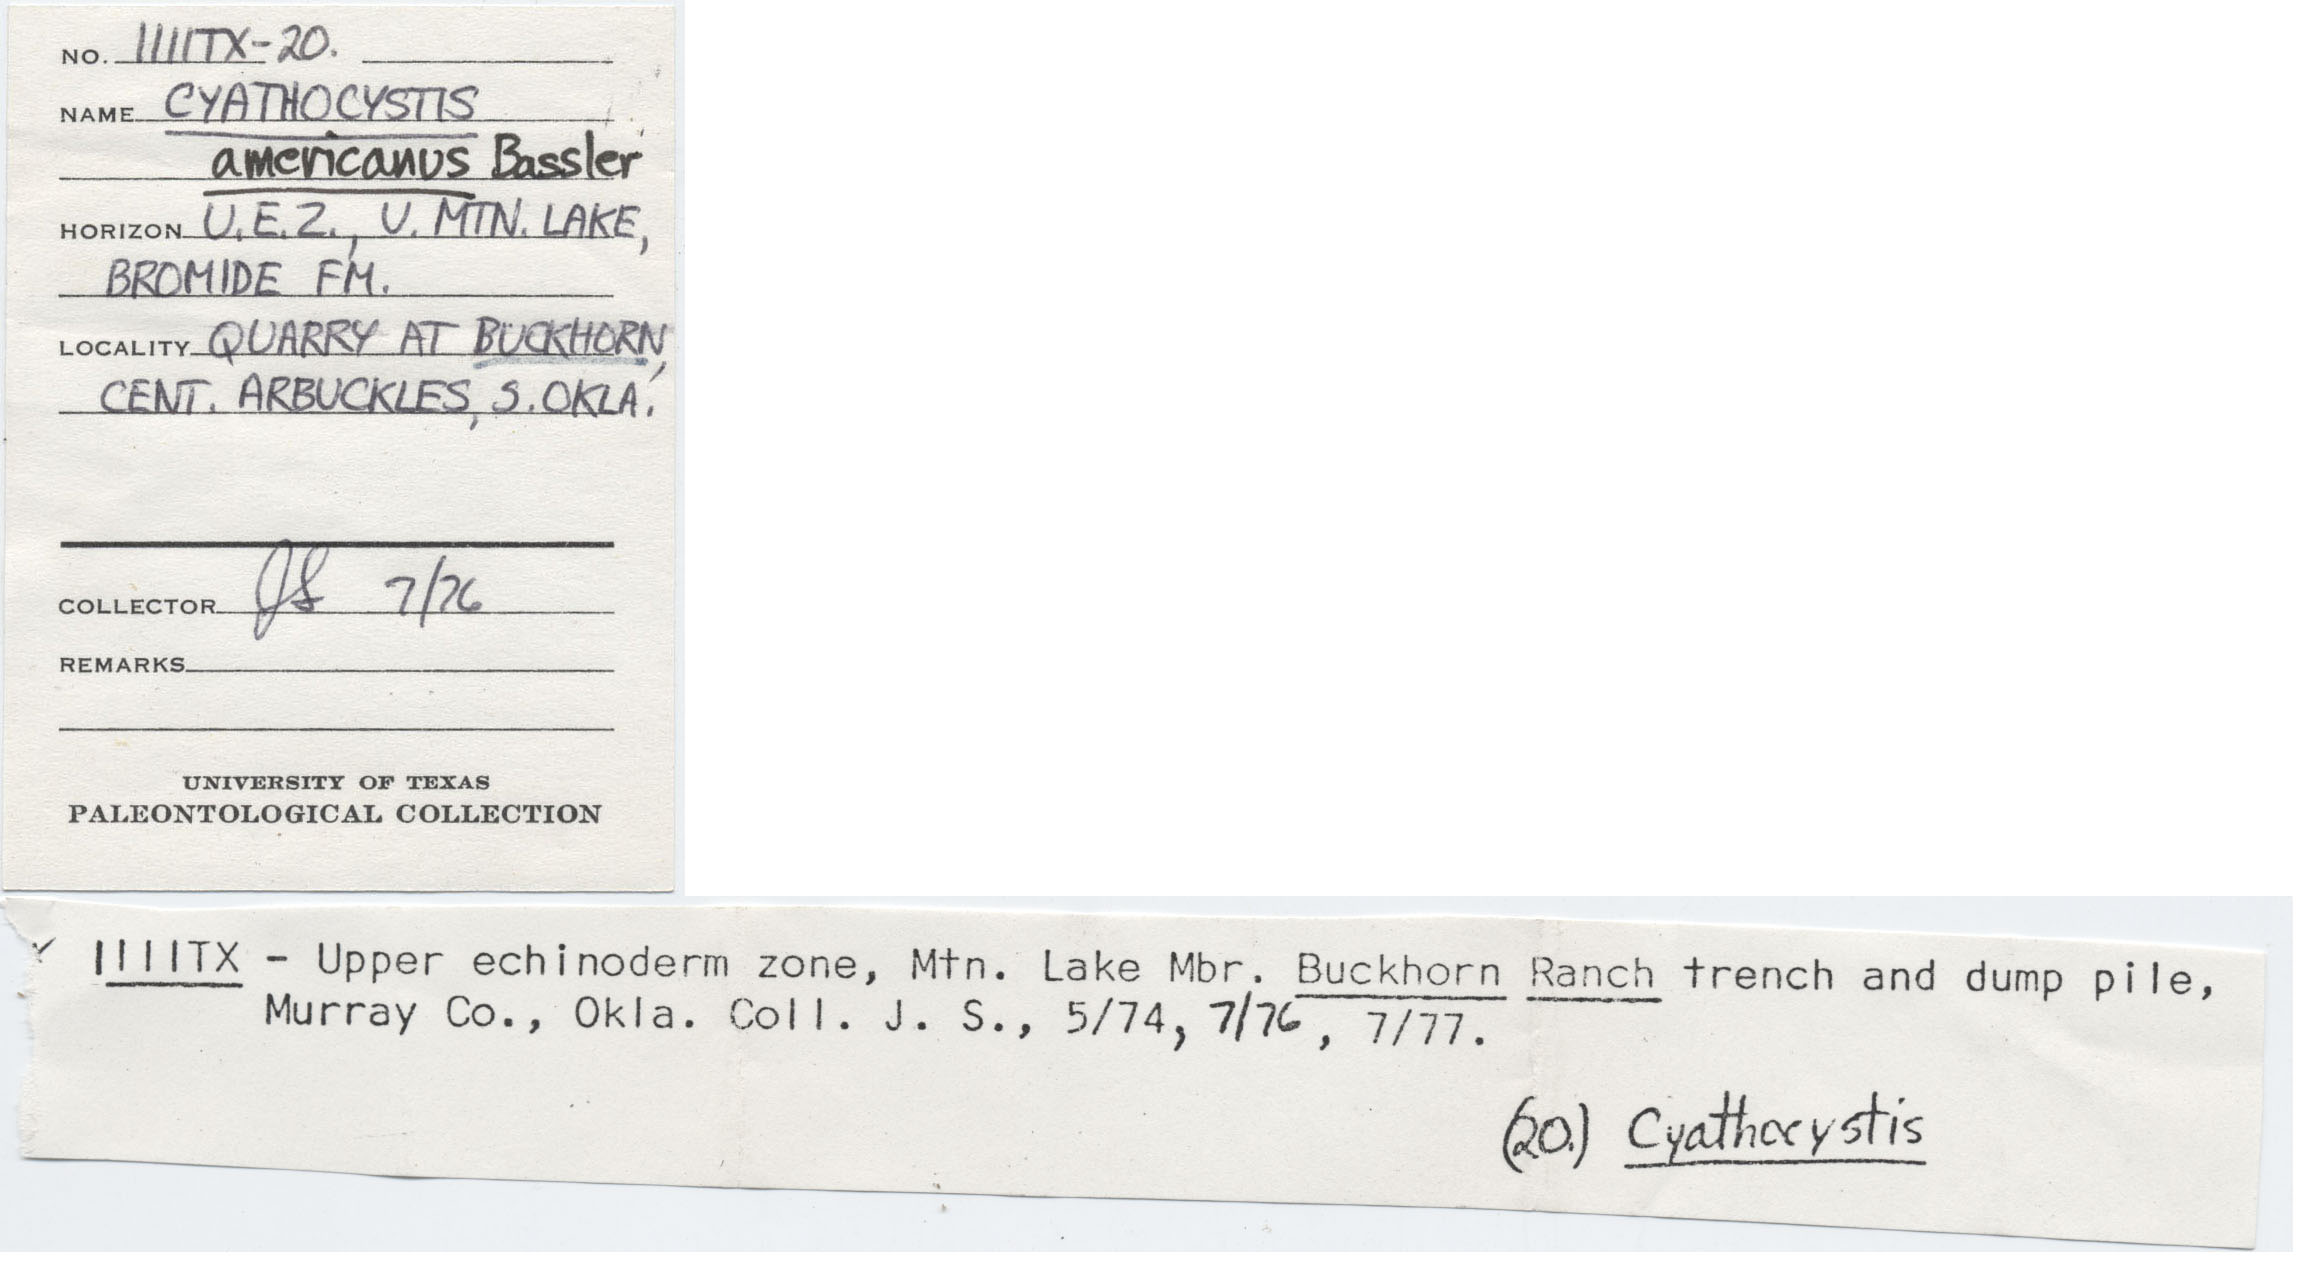 NO. 1111TX-20.
NAME CYATHOCYSTIS
americanus Bassler
HORIZON U.E.Z., U. MTN. LAKE,
BROMIDE FM.
LOCALITY QUARRY AT BUCKHORN,
CENT. ARBUCKLES, S. OKLA.
COLLECTOR JS 7/76
REMARKS
UNIVERSITY OF TEXAS
PALEONTOLOGICAL COLLECTION
1111TX - Upper echinoderm zone, Mtn. Lake Mbr. Buckhorn Ranch trench and dump pile,
Murray Co., Okla. Coll. J. S., 5/74, 7/76, 7/77.
(20.) Cyathocystis